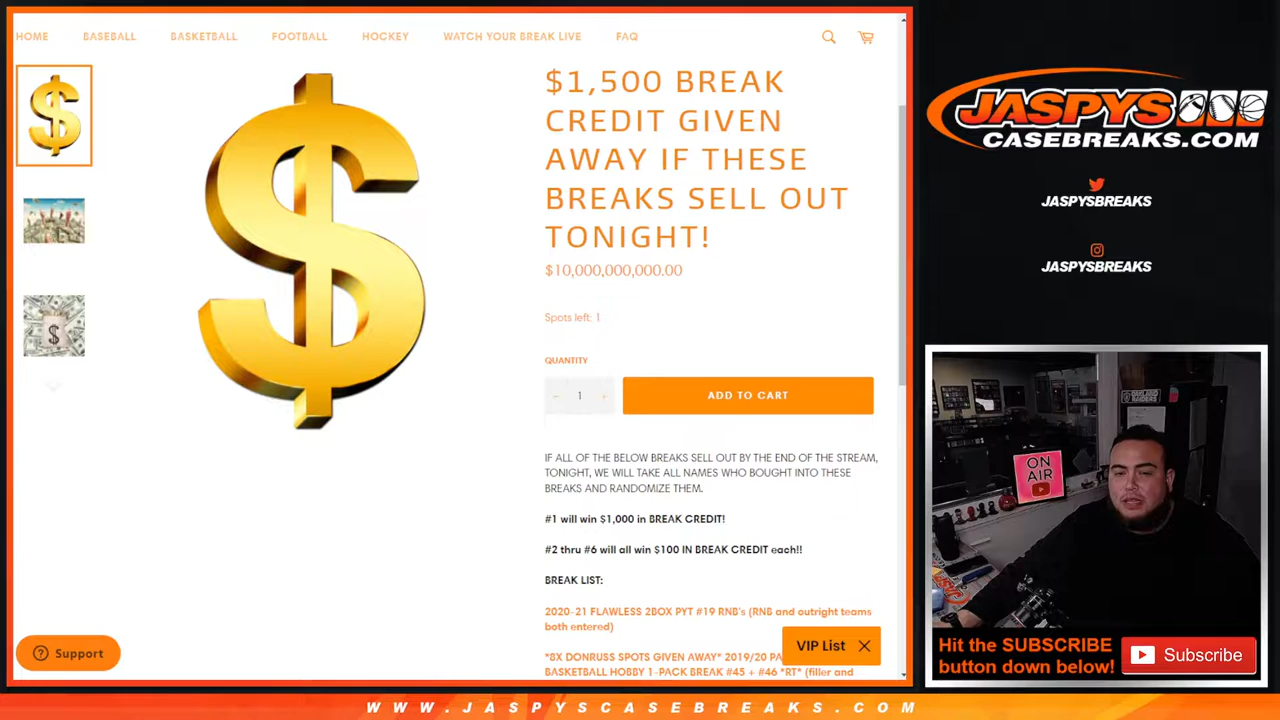 HOME BASEBALL BASKETBALL FOOTBALL HOCKEY WATCH YOUR BREAK LIVE FAQ
$1,500 BREAK
CREDIT GIVEN
AWAY IF THESE
BREAKS SELL OUT
TONIGHT!
$10,000,000,000.00
Spots left: 1
QUANTITY
1
ADD TO CART
IF ALL OF THE BELOW BREAKS SELL OUT BY THE END OF THE STREAM,
TONIGHT, WE WILL TAKE ALL NAMES WHO BOUGHT INTO THESE
BREAKS AND RANDOMIZE THEM.
#1 will win $1,000 in BREAK CREDIT!
#2 thru #6 will all win $100 IN BREAK CREDIT each!!
BREAK LIST:
2020-21 FLAWLESS 2BOX PYT #19 RNB's (RNB and outright teams
both entered)
*8X DONRUSS SPOTS GIVEN AWAY* 2019/20
BASKETBALL HOBBY 1-PACK BREAK #45 + #46 *RT* (filler and
Support
VIP List
JASPYS
CASEBREAKS.COM
JASPYSBREAKS
JASPYSBREAKS
OAKLAND
RAIDERS
ON
AIR
Hit the SUBSCRIBE
button down below!
Subscribe
WWW.JASPYSCASEBREAKS.COM